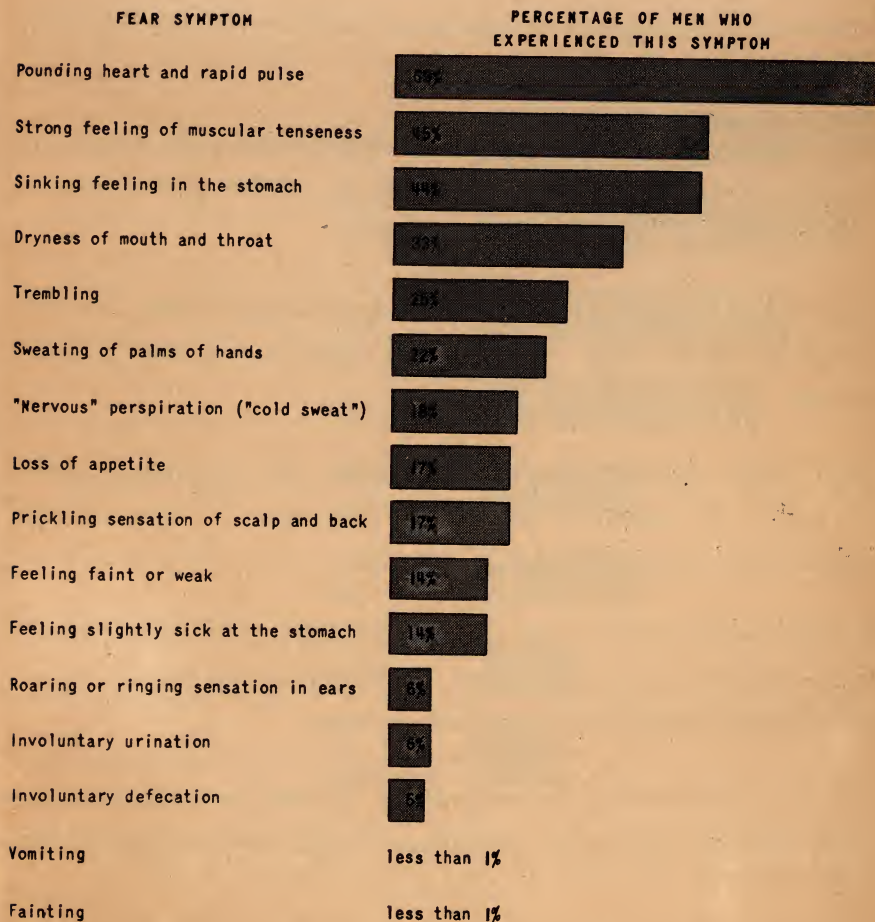 FEAR SYMPTOM
PERCENTAGE OF MEN WHO
EXPERIENCED THIS SYMPTOM
Pounding heart and rapid pulse 69%
Strong feeling of muscular tenseness 45%
Sinking feeling in the stomach 44%
Dryness of mouth and throat 33%
Trembling 25%
Sweating of palms of hands 22%
"Nervous" perspiration ("cold sweat") 18%
Loss of appetite 17%
Prickling sensation of scalp and back 17%
Feeling faint or weak 14%
Feeling slightly sick at the stomach 14%
Roaring or ringing sensation in ears 6%
Involuntary urination 6%
Involuntary defecation 5%
Vomiting less than 1%
Fainting less than 1%